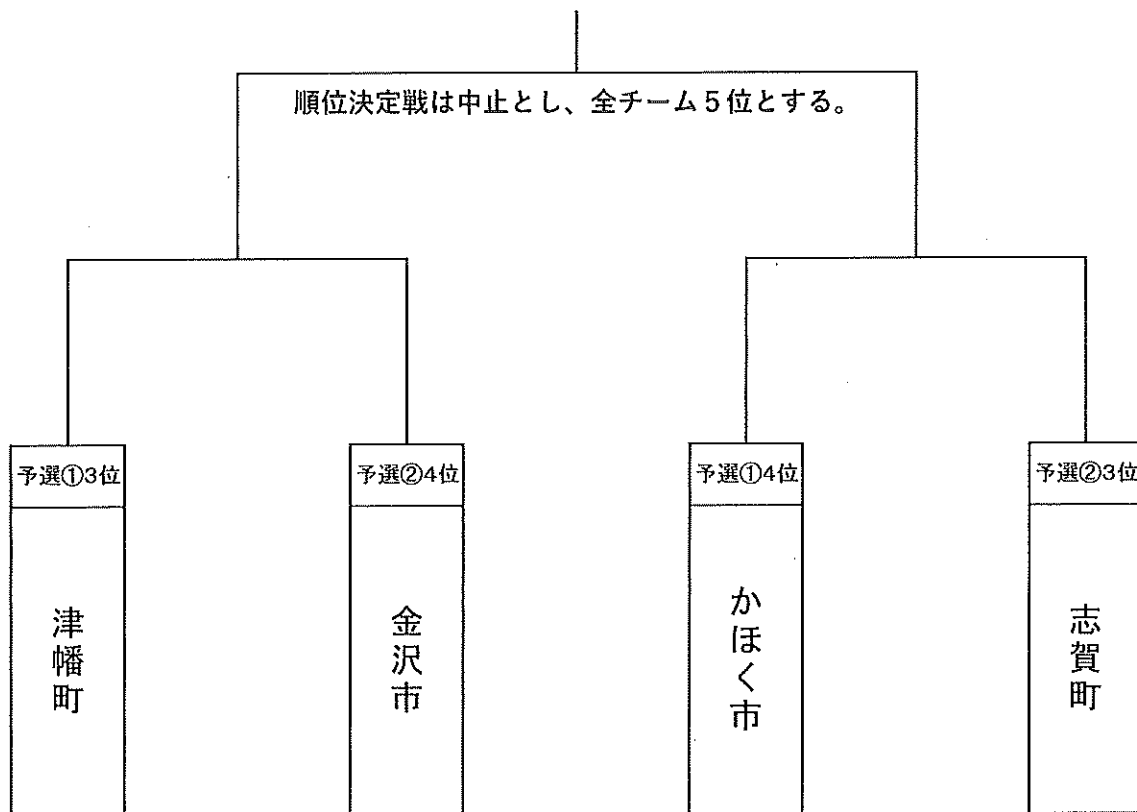 順位決定戦は中止とし、全チーム５位とする。
予選①3位
予選②4位
予選①4位
予選②3位
津幡町
金沢市
かほく市
志賀町